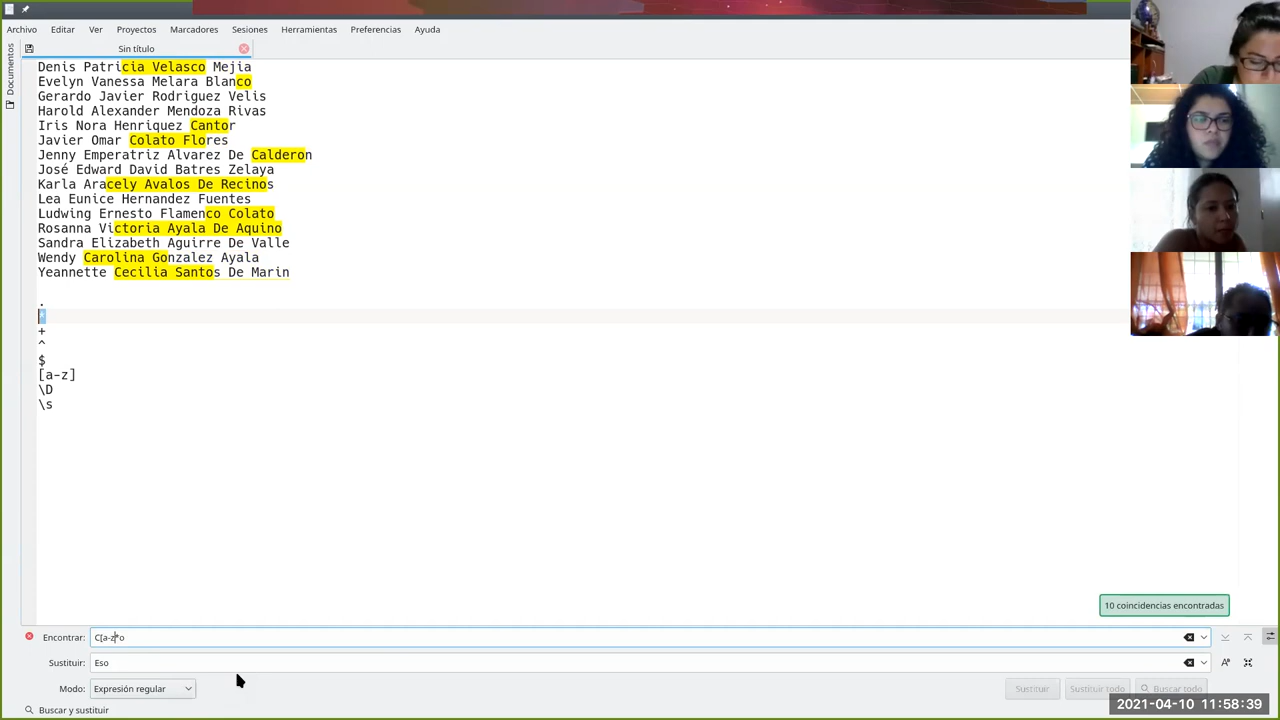 Archivo Editar Ver Proyectos Marcadores Sesiones Herramientas Preferencias Ayuda
Sin título
Documentos
Denis Patricia Velasco Mejia
Evelyn Vanessa Melara Blanco
Gerardo Javier Rodriguez Velis
Harold Alexander Mendoza Rivas
Iris Nora Henriquez Cantor
Javier Omar Colato Flores
Jenny Emperatriz Alvarez De Calderon
José Edward David Batres Zelaya
Karla Aracely Avalos De Recinos
Lea Eunice Hernandez Fuentes
Ludwing Ernesto Flamenco Colato
Rosanna Victoria Ayala De Aquino
Sandra Elizabeth Aguirre De Valle
Wendy Carolina Gonzalez Ayala
Yeannette Cecilia Santos De Marin
.
*
+
^
$
[a-z]
\D
\s
10 coincidencias encontradas
Encontrar: C[a-z*o
Sustituir: Eso
Modo: Expresión regular Sustituir Sustituir todo Buscar todo
2021-04-10 11:58:39
Buscar y sustituir